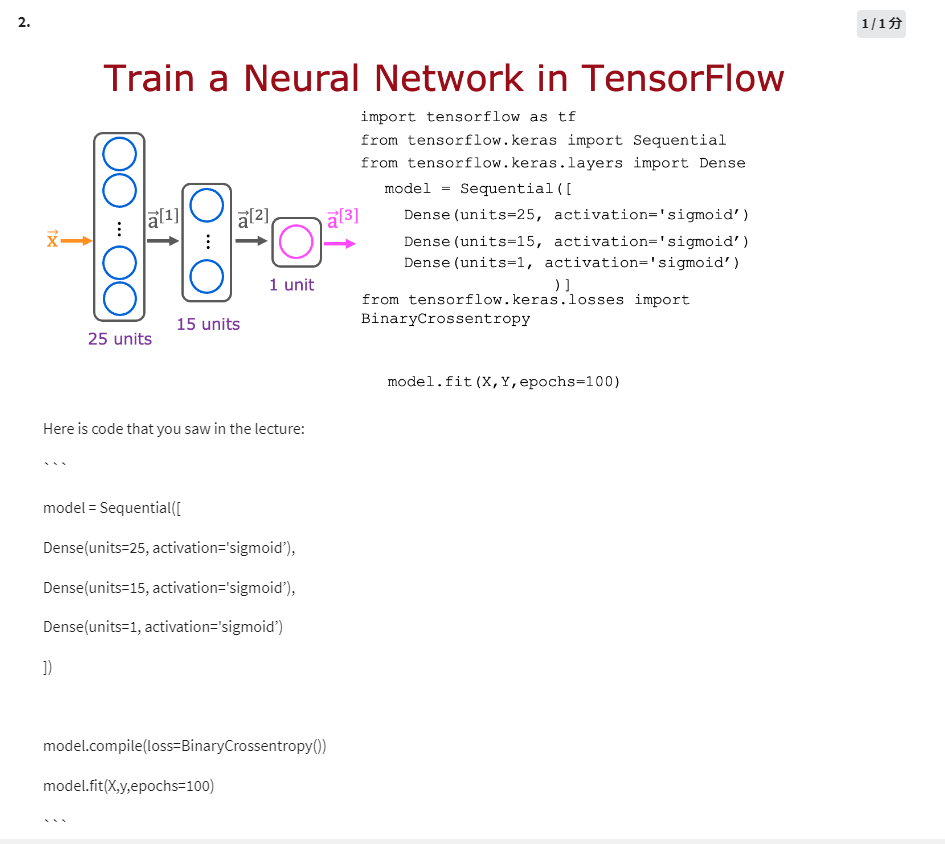 2.
1 / 1 分
Train a Neural Network in TensorFlow
import tensorflow as tf
from tensorflow.keras import Sequential
from tensorflow.keras.layers import Dense
model = Sequential([
Dense(units=25, activation='sigmoid’)
Dense(units=15, activation='sigmoid’)
Dense(units=1, activation='sigmoid’)
)]
from tensorflow.keras.losses import
BinaryCrossentropy
model.fit(X,Y,epochs=100)
x⃗
a⃗[1]
a⃗[2]
a⃗[3]
25 units
15 units
1 unit
Here is code that you saw in the lecture:
```
model = Sequential([
Dense(units=25, activation='sigmoid’),
Dense(units=15, activation='sigmoid’),
Dense(units=1, activation='sigmoid’)
])
model.compile(loss=BinaryCrossentropy())
model.fit(X,y,epochs=100)
```